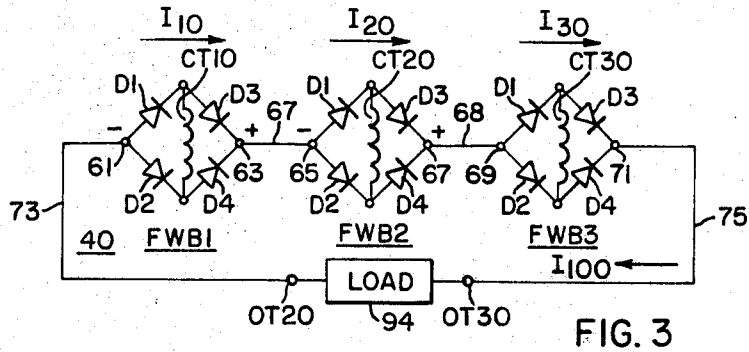 I10 I20 I30
CT10 CT20 CT30
D1 D3 D1 D3 D1 D3
67 68
− + − +
61 63 65 67 69 71
D2 D4 D2 D4 D2 D4
73 75
40 FWB1 FWB2 FWB3
I100
LOAD
OT20 94 OT30
FIG. 3